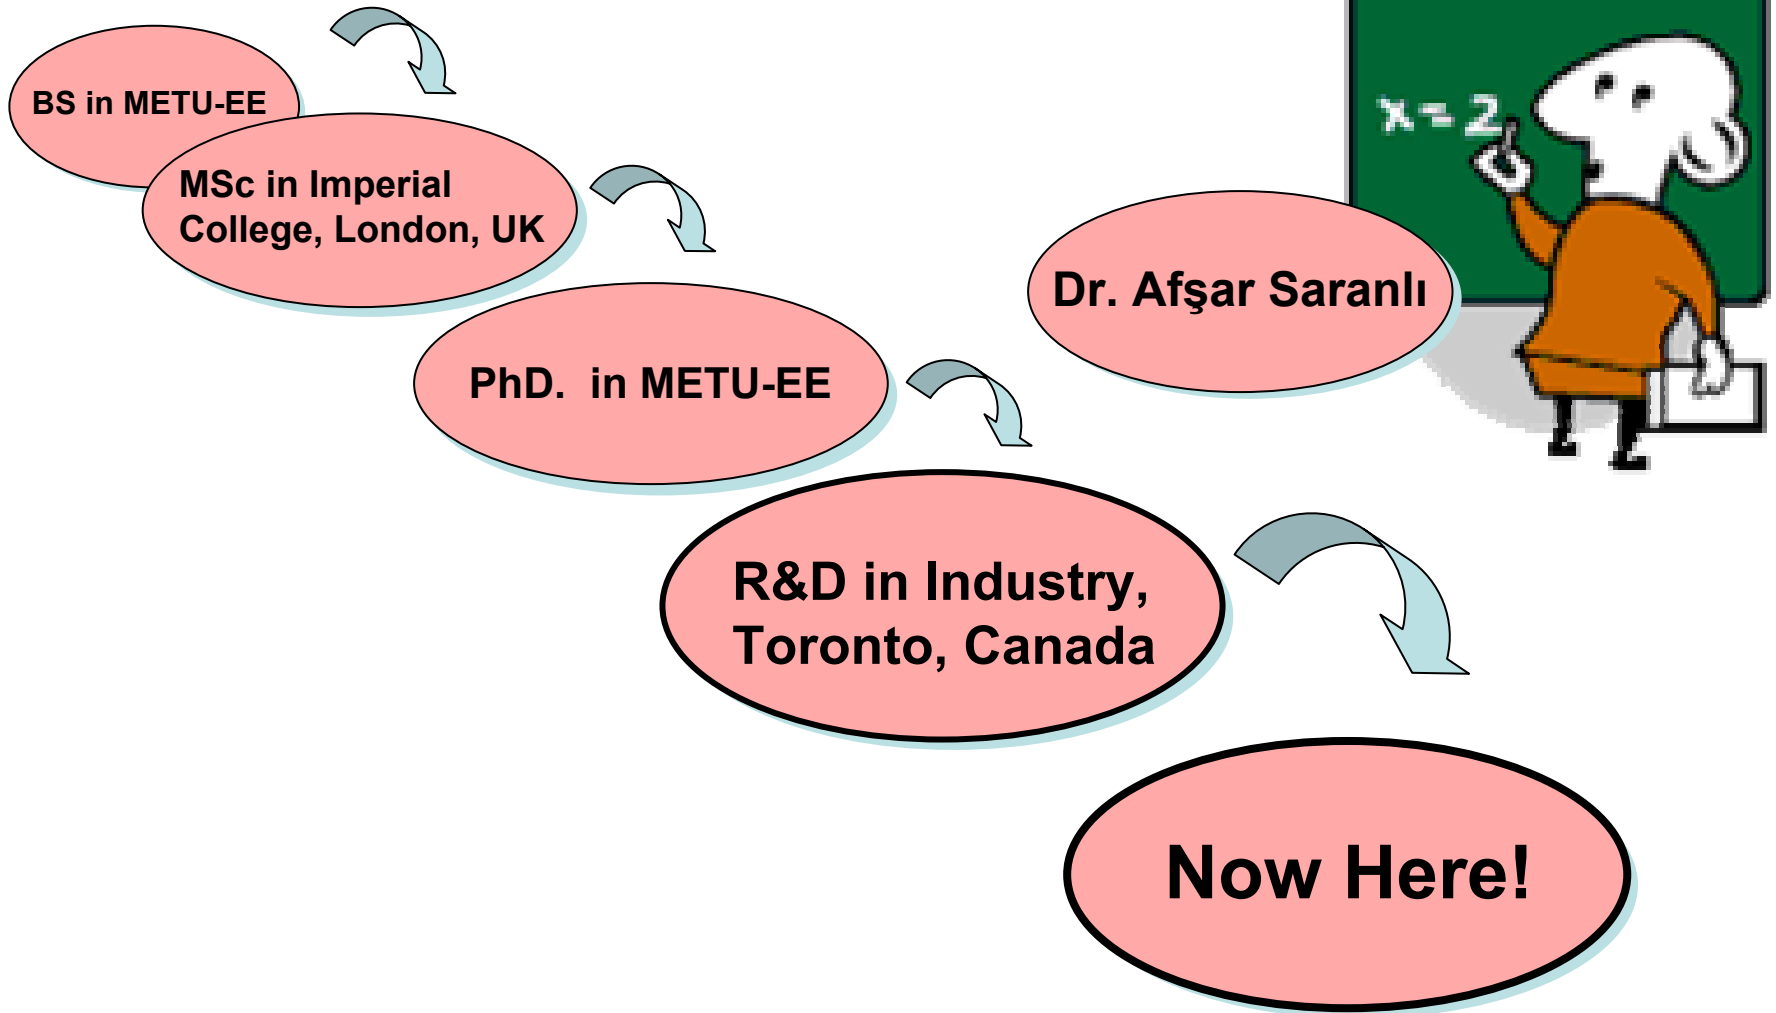 BS in METU-EE
MSc in Imperial
College, London, UK
PhD.  in METU-EE
R&D in Industry,
Toronto, Canada
Now Here!
Dr. Afşar Saranlı
x = 2